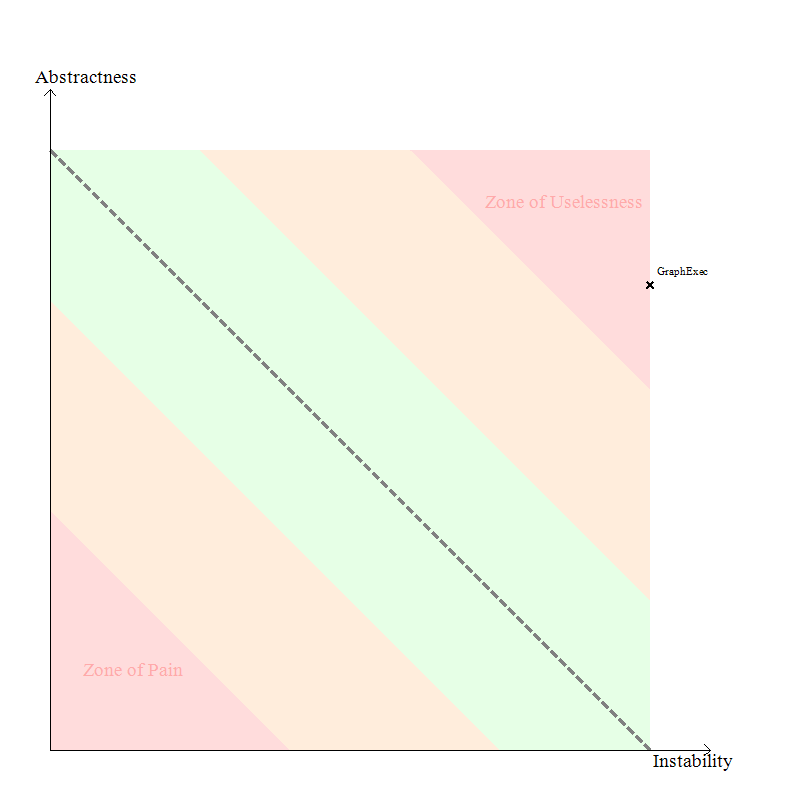 Abstractness
Zone of Uselessness
GraphExec
Zone of Pain
Instability